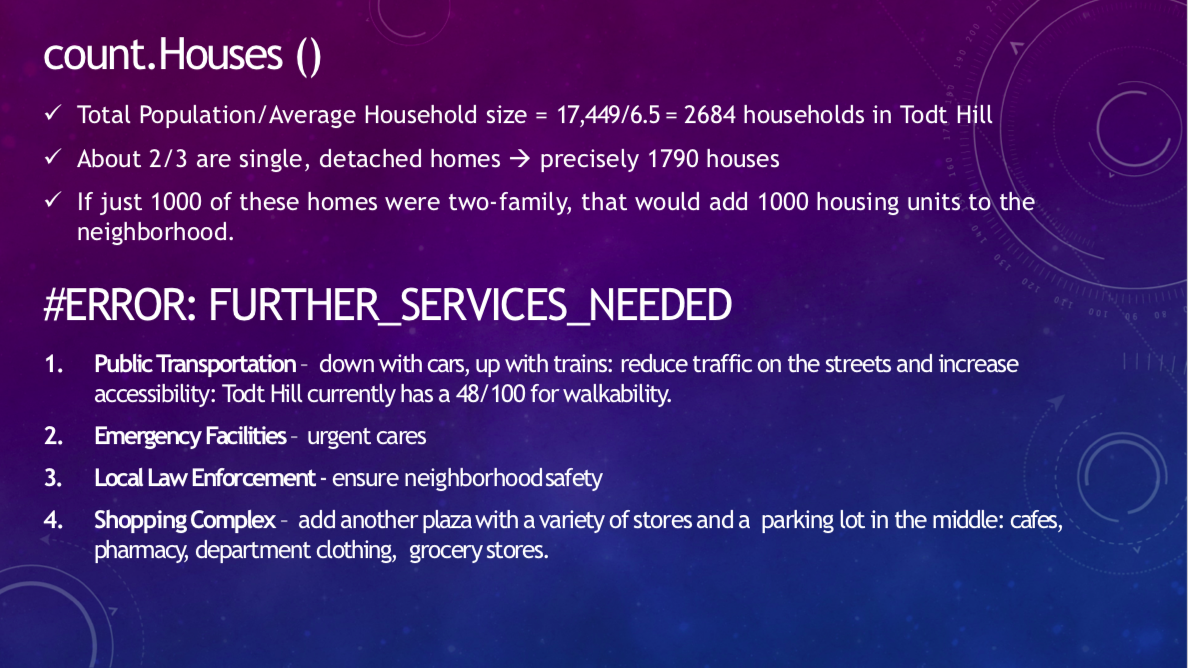 count.Houses ()
✓ Total Population/Average Household size = 17,449/6.5 = 2684 households in Todt Hill
✓ About 2/3 are single, detached homes → precisely 1790 houses
✓ If just 1000 of these homes were two-family, that would add 1000 housing units to the
neighborhood.
#ERROR: FURTHER_SERVICES_NEEDED
1. Public Transportation – down with cars, up with trains: reduce traffic on the streets and increase
accessibility: Todt Hill currently has a 48/100 for walkability.
2. Emergency Facilities – urgent cares
3. Local Law Enforcement - ensure neighborhood safety
4. Shopping Complex – add another plaza with a variety of stores and a parking lot in the middle: cafes,
pharmacy, department clothing, grocery stores.